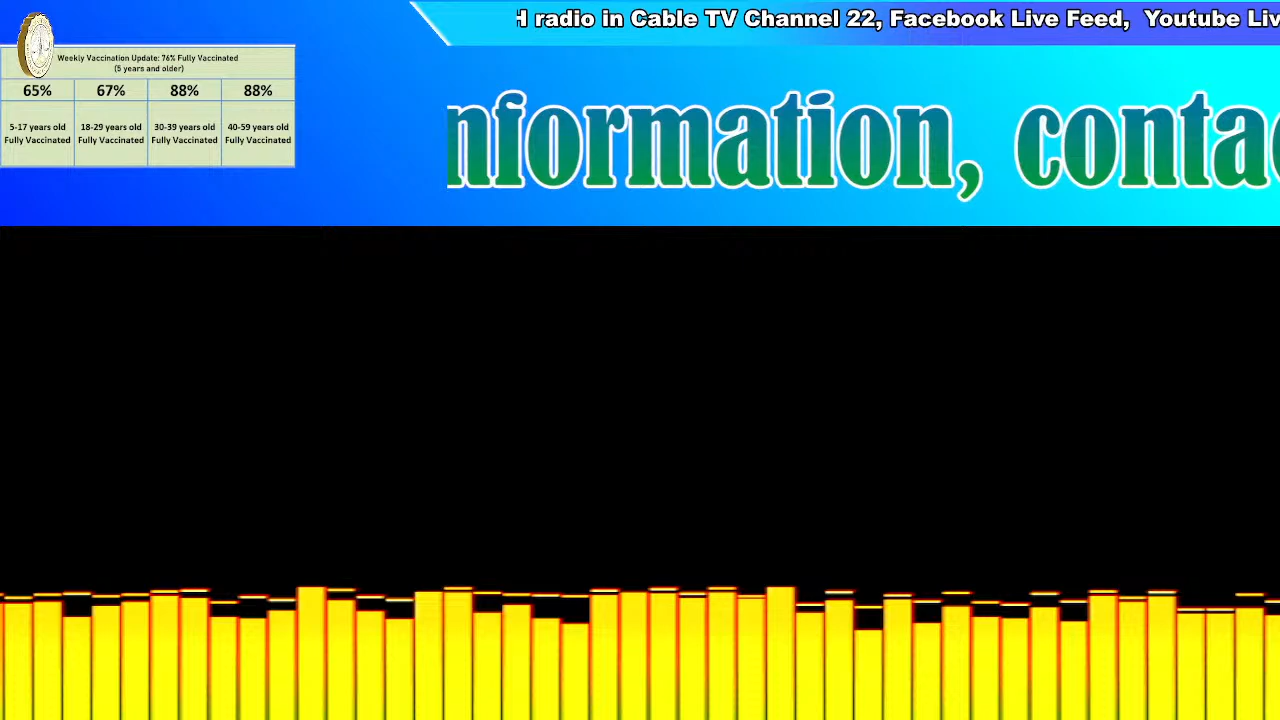 radio in Cable TV Channel 22, Facebook Live Feed, Youtube
Weekly Vaccination Update: 76% Fully Vaccinated
(5 years and older)
65% 67% 88% 88%
5-17 years old 18-29 years old 30-39 years old 40-59 years old
Fully Vaccinated Fully Vaccinated Fully Vaccinated Fully Vaccinated
nformation, conta